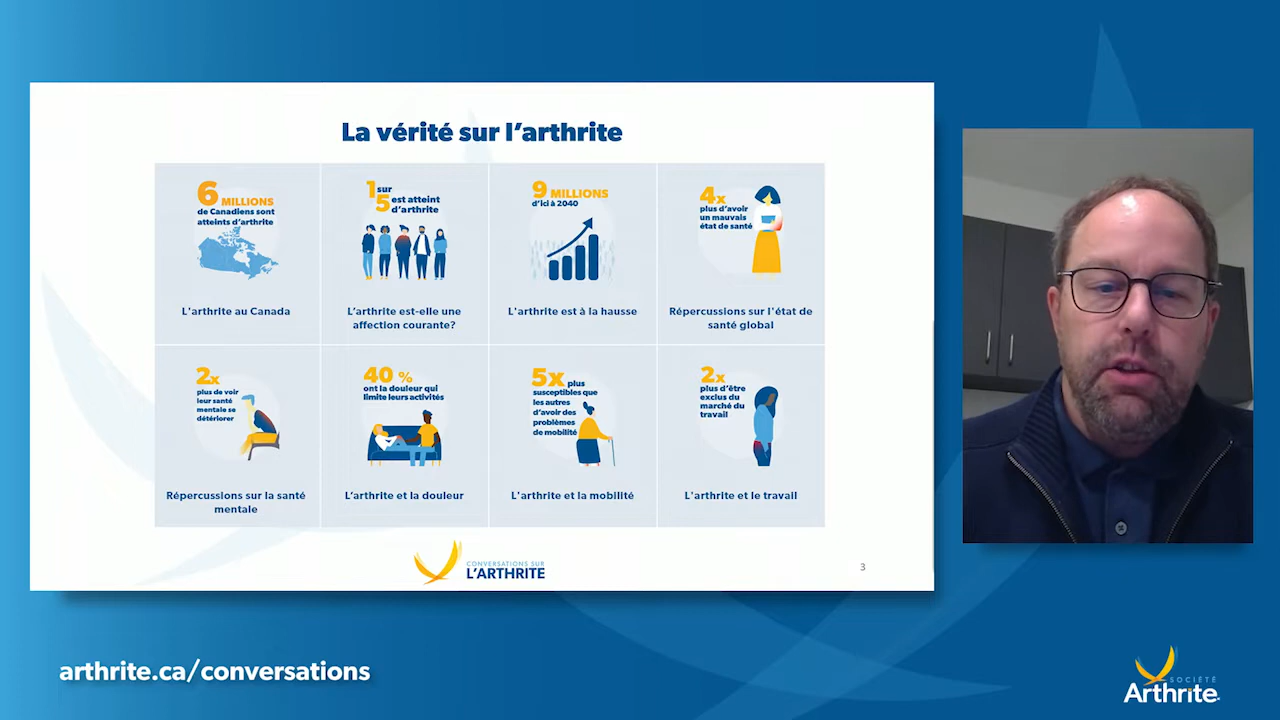 La vérité sur l'arthrite
6 MILLIONS
de Canadiens sont
atteints d'arthrite
L'arthrite au Canada
1 sur
5 est atteint
d'arthrite
L'arthrite est-elle une
affection courante?
9 MILLIONS
d'ici à 2040
L'arthrite est à la hausse
4x
plus d'avoir
un mauvais
état de santé
Répercussions sur l'état de
santé global
2x
plus de voir
leur santé
mentale se
détériorer
Répercussions sur la santé
mentale
40 %
ont la douleur qui
limite leurs activités
L'arthrite et la douleur
5x plus
susceptibles que
les autres
d'avoir des
problèmes
de mobilité
L'arthrite et la mobilité
2x
plus d'être
exclus du
marché du
travail
L'arthrite et le travail
CONVERSATIONS SUR
L'ARTHRITE
3
arthrite.ca/conversations
SOCIÉTÉ
Arthrite